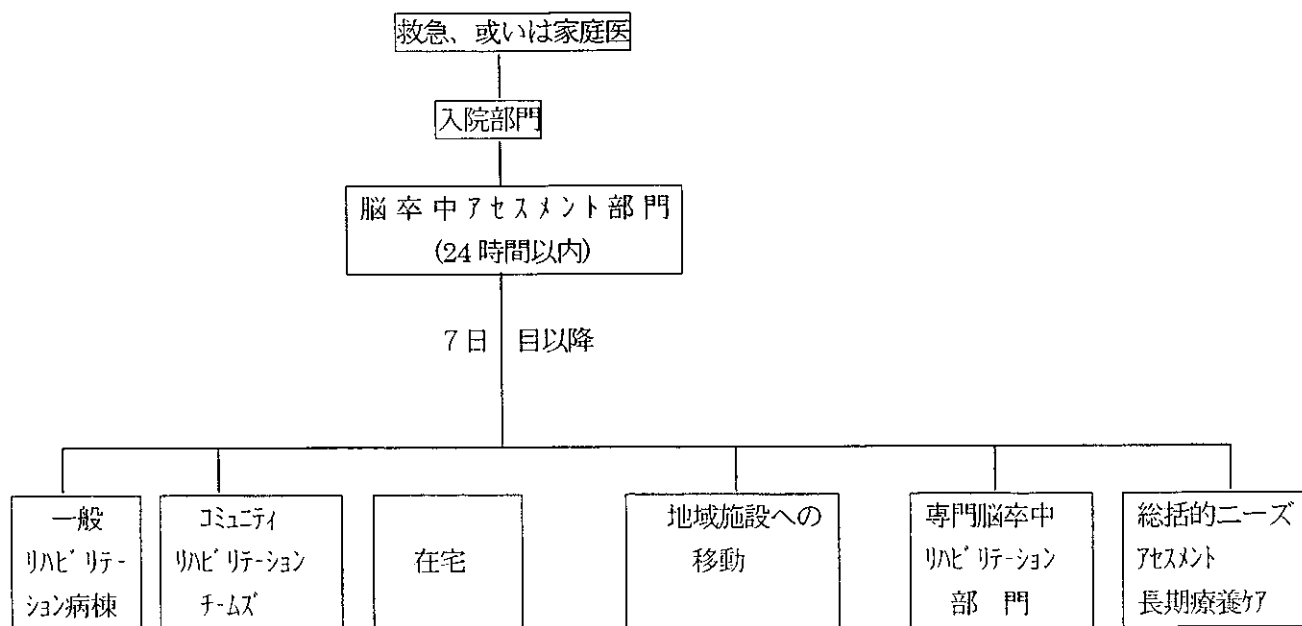 救急、或いは家庭医
入院部門
脳卒中アセスメント部門
(24時間以内)
7日目以降
一般
リハビリテー
ション病棟
コミュニティ
リハビリテーション
チームズ
在宅
地域施設への
移動
専門脳卒中
リハビリテーション
部門
総括的ニーズ
アセスメント
長期療養ケア